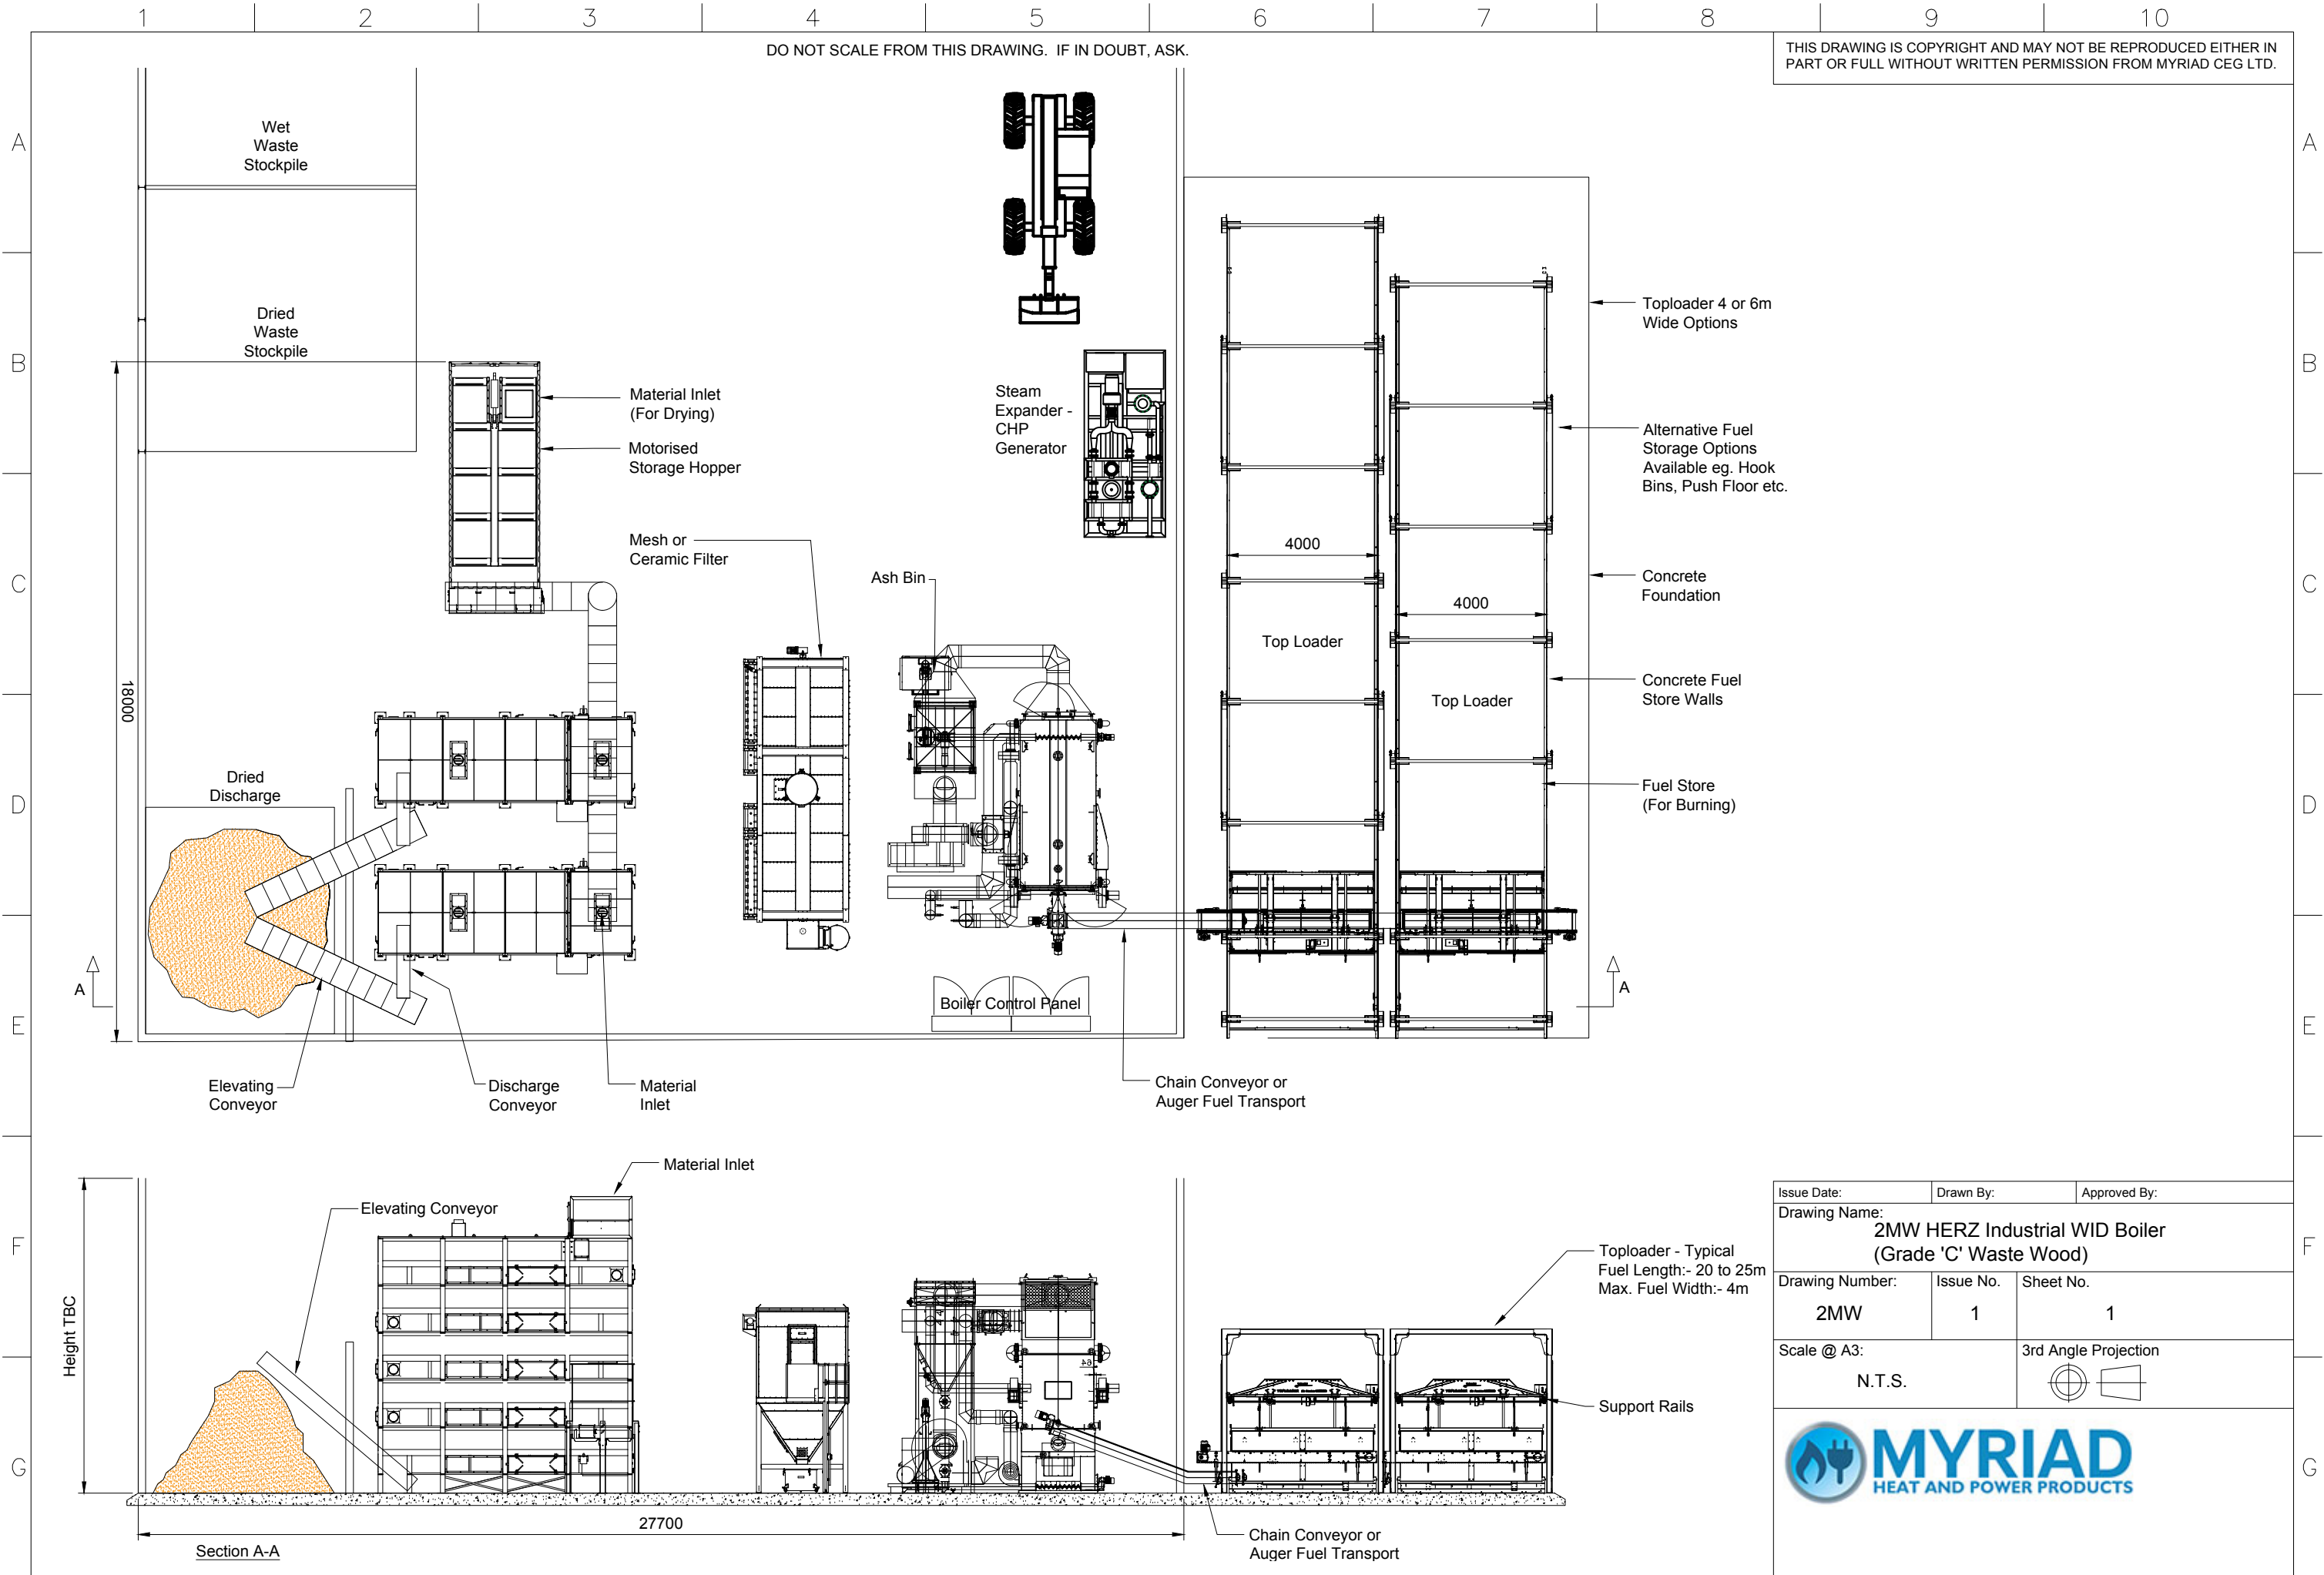 1 2 3 4 5 6 7 8 9 10
DO NOT SCALE FROM THIS DRAWING. IF IN DOUBT, ASK.
THIS DRAWING IS COPYRIGHT AND MAY NOT BE REPRODUCED EITHER IN
PART OR FULL WITHOUT WRITTEN PERMISSION FROM MYRIAD CEG LTD.
A
A
Wet
Waste
Stockpile
Dried
Waste
Stockpile
B
B
Material Inlet
(For Drying)
Motorised
Storage Hopper
Steam
Expander -
CHP
Generator
Toploader 4 or 6m
Wide Options
Alternative Fuel
Storage Options
Available eg. Hook
Bins, Push Floor etc.
Mesh or
Ceramic Filter
Ash Bin
C
C
4000
4000
Concrete
Foundation
Top Loader
Top Loader
Concrete Fuel
Store Walls
18000
Dried
Discharge
D
D
Fuel Store
(For Burning)
A
A
Boiler Control Panel
E
E
Elevating
Conveyor
Discharge
Conveyor
Material
Inlet
Chain Conveyor or
Auger Fuel Transport
Material Inlet
Elevating Conveyor
F
F
Height TBC
Toploader - Typical
Fuel Length:- 20 to 25m
Max. Fuel Width:- 4m
Support Rails
G
G
27700
Chain Conveyor or
Auger Fuel Transport
Section A-A
Issue Date: Drawn By: Approved By:
Drawing Name:
2MW HERZ Industrial WID Boiler
(Grade 'C' Waste Wood)
Drawing Number: Issue No. Sheet No.
2MW 1 1
Scale @ A3: 3rd Angle Projection
N.T.S.
MYRIAD
HEAT AND POWER PRODUCTS